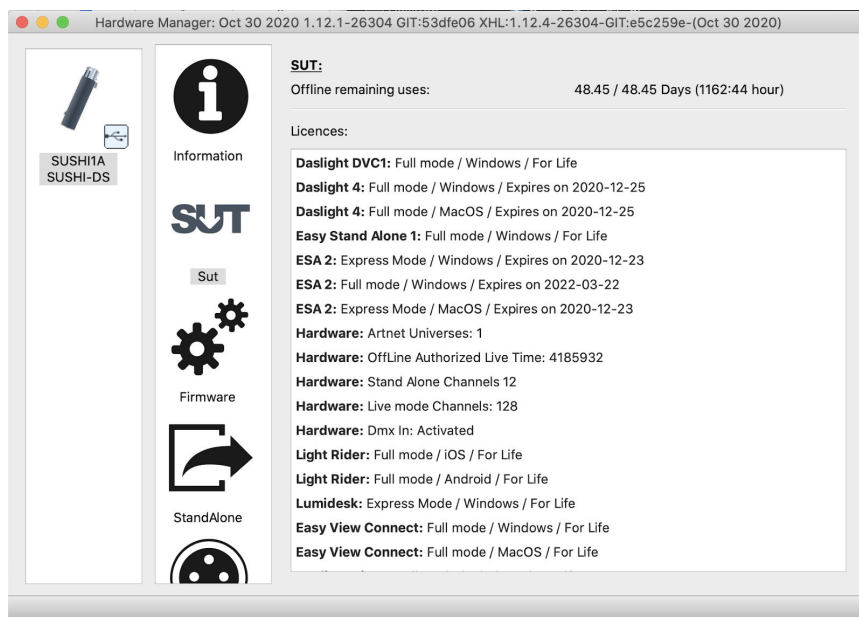 Hardware Manager: Oct 30 2020 1.12.1-26304 GIT:53dfe06 XHL:1.12.4-26304-GIT:e5c259e-(Oct 30 2020)
SUSHI1A
SUSHI-DS
Information
SUT
Sut
Firmware
StandAlone
SUT:
Offline remaining uses: 48.45 / 48.45 Days (1162:44 hour)
Licences:
Daslight DVC1: Full mode / Windows / For Life
Daslight 4: Full mode / Windows / Expires on 2020-12-25
Daslight 4: Full mode / MacOS / Expires on 2020-12-25
Easy Stand Alone 1: Full mode / Windows / For Life
ESA 2: Express Mode / Windows / Expires on 2020-12-23
ESA 2: Full mode / Windows / Expires on 2022-03-22
ESA 2: Express Mode / MacOS / Expires on 2020-12-23
Hardware: Artnet Universes: 1
Hardware: OffLine Authorized Live Time: 4185932
Hardware: Stand Alone Channels 12
Hardware: Live mode Channels: 128
Hardware: Dmx In: Activated
Light Rider: Full mode / iOS / For Life
Light Rider: Full mode / Android / For Life
Lumidesk: Express Mode / Windows / For Life
Easy View Connect: Full mode / Windows / For Life
Easy View Connect: Full mode / MacOS / For Life